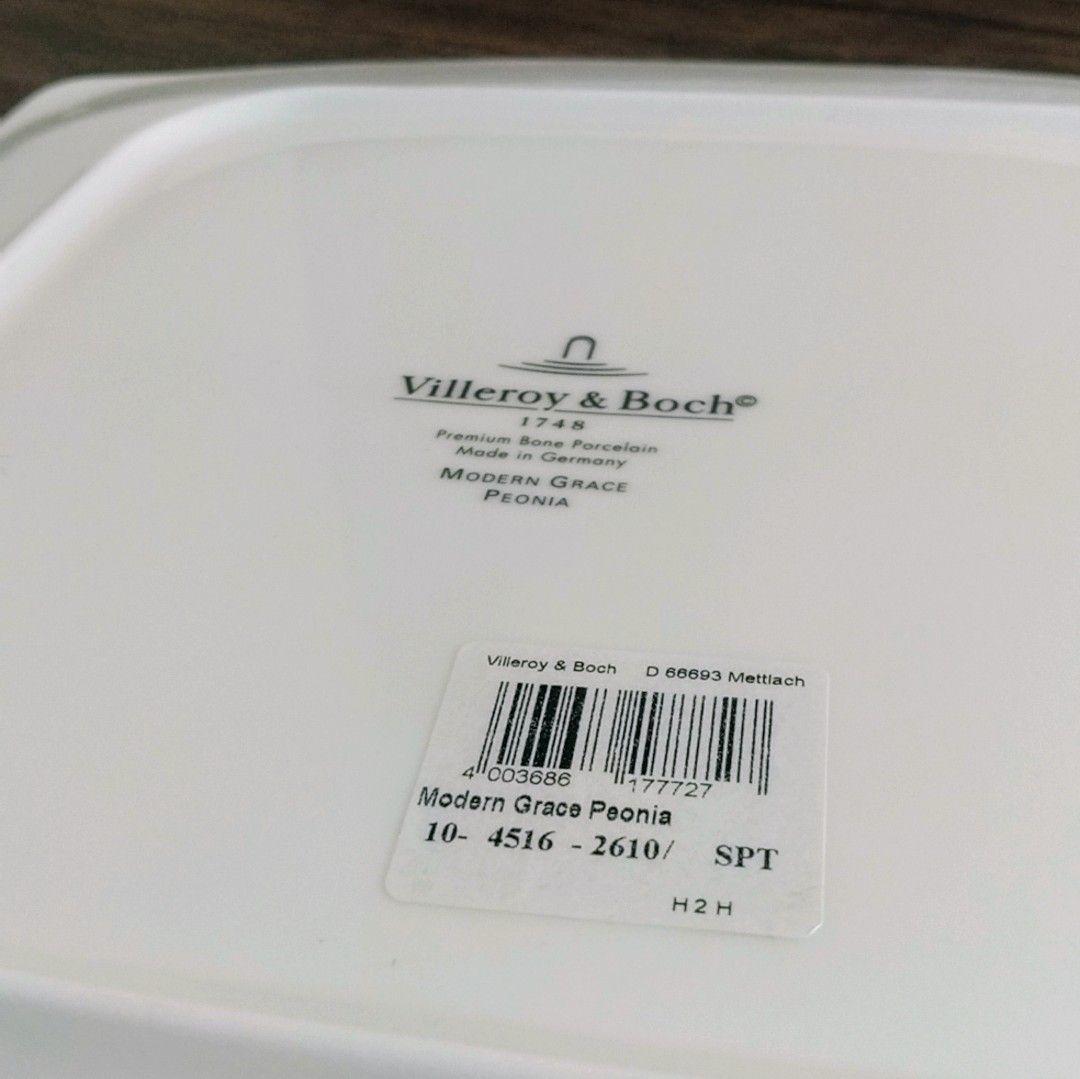 Villeroy & Boch©
1748
Premium Bone Porcelain
Made in Germany
MODERN GRACE
PEONIA
Villeroy & Boch D 66693 Mettlach
4 003686 177727
Modern Grace Peonia
10- 4516 - 2610/ SPT
H2H